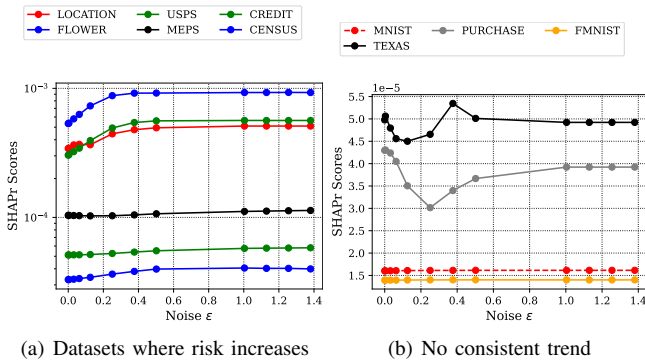 LOCATION USPS CREDIT
FLOWER MEPS CENSUS
10⁻³
10⁻⁴
SHAPr Scores
0.0 0.2 0.4 0.6 0.8 1.0 1.2 1.4
Noise ε
(a) Datasets where risk increases
MNIST PURCHASE FMNIST
TEXAS
1e−5
5.5
5.0
4.5
4.0
3.5
3.0
2.5
2.0
1.5
SHAPr Scores
0.0 0.2 0.4 0.6 0.8 1.0 1.2 1.4
Noise ε
(b) No consistent trend